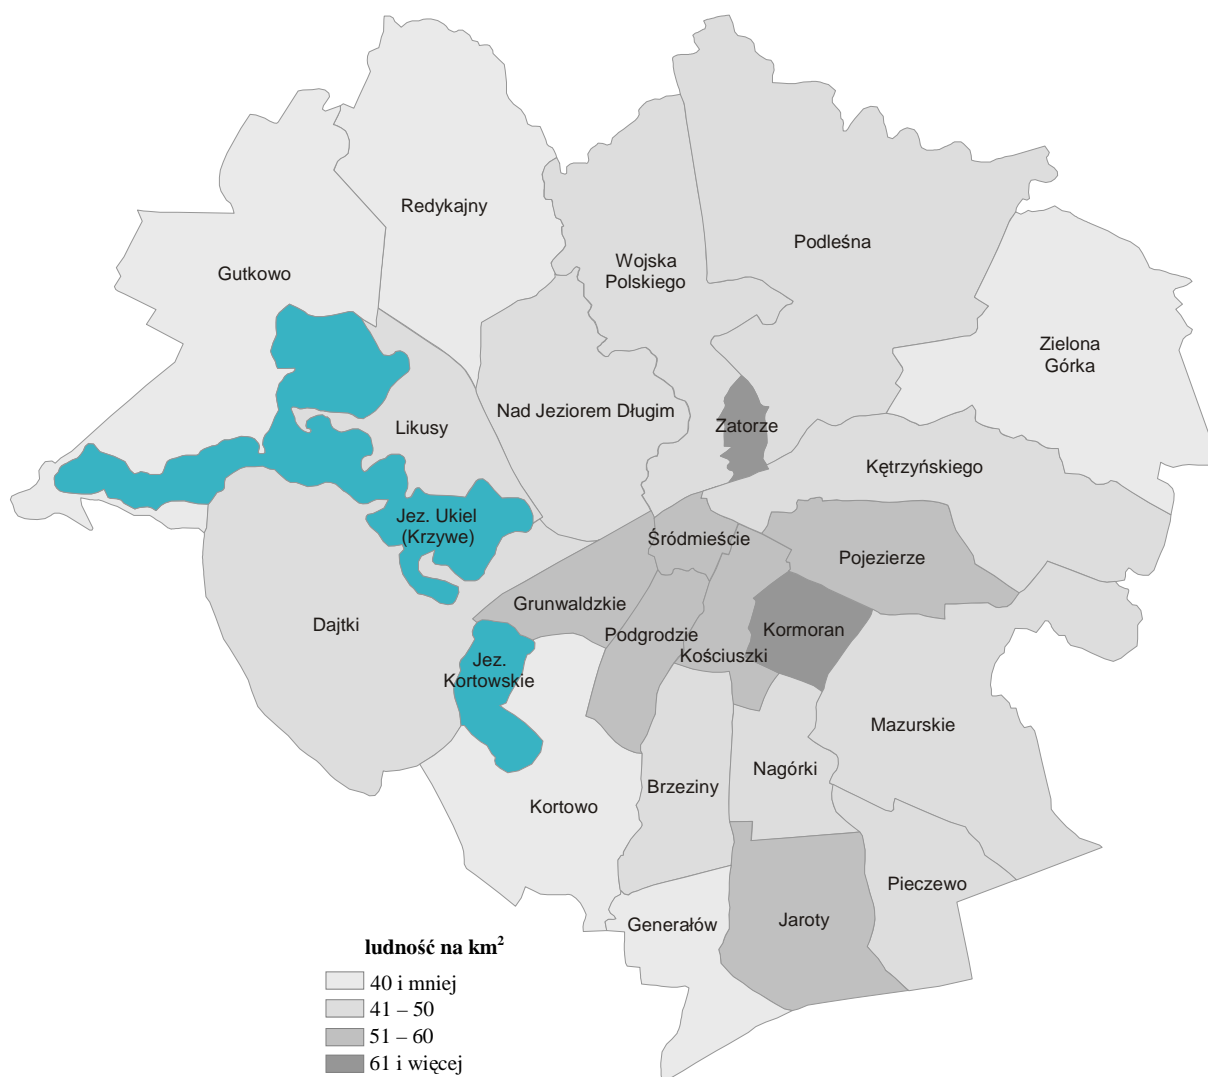 Redykajny
Podleśna
Wojska
Polskiego
Gutkowo
Zielona
Górka
Nad Jeziorem Długim
Likusy
Zatorze
Kętrzyńskiego
Jez. Ukiel
(Krzywe)
Śródmieście
Pojezierze
Grunwaldzkie
Dajtki
Podgrodzie
Kormoran
Kościuszki
Jez.
Kortowskie
Mazurskie
Nagórki
Brzeziny
Kortowo
Pieczewo
Jaroty
Generałów
ludność na km²
40 i mniej
41 – 50
51 – 60
61 i więcej